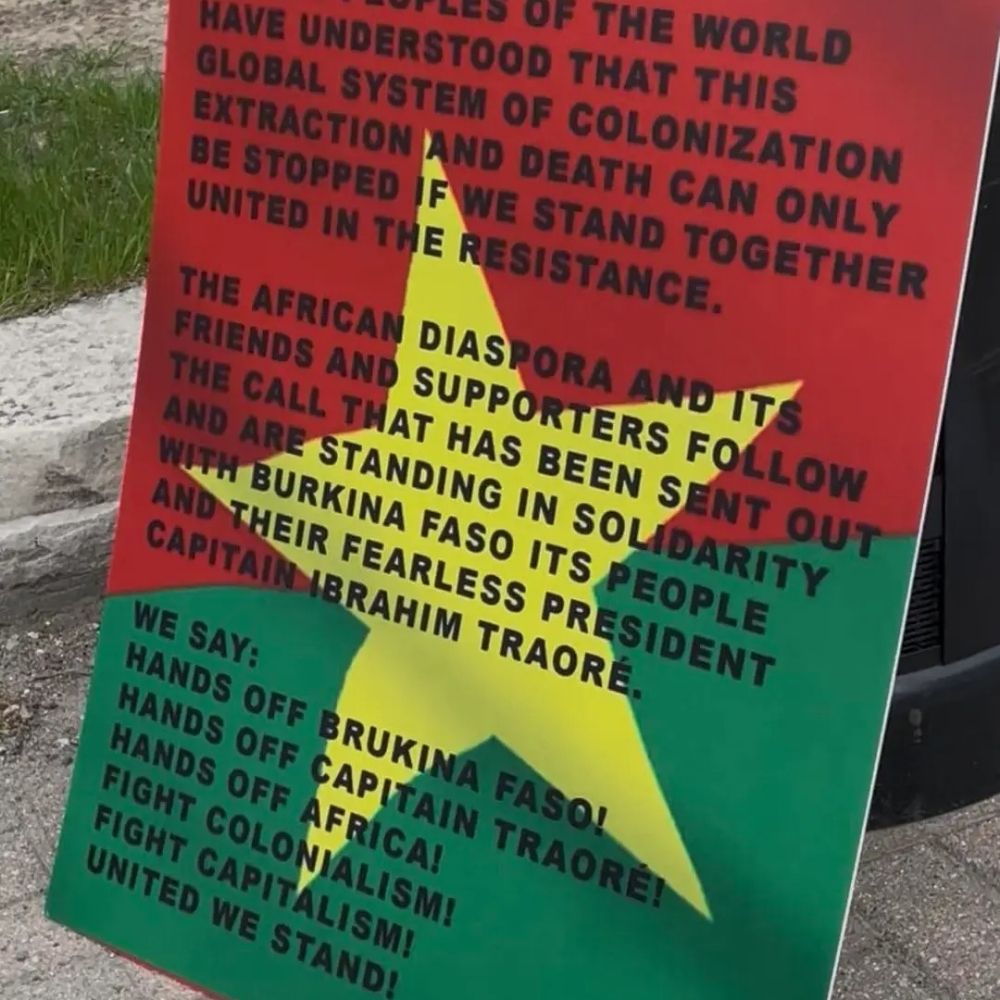 PEOPLES OF THE WORLD
HAVE UNDERSTOOD THAT THIS
GLOBAL SYSTEM OF COLONIZATION
EXTRACTION AND DEATH CAN ONLY
BE STOPPED IF WE STAND TOGETHER
UNITED IN THE RESISTANCE.
THE AFRICAN DIASPORA AND ITS
FRIENDS AND SUPPORTERS FOLLOW
THE CALL THAT HAS BEEN SENT OUT
AND ARE STANDING IN SOLIDARITY
WITH BURKINA FASO ITS PEOPLE
AND THEIR FEARLESS PRESIDENT
CAPITAIN IBRAHIM TRAORÉ.
WE SAY:
HANDS OFF BRUKINA FASO!
HANDS OFF CAPITAIN TRAORÉ!
HANDS OFF AFRICA!
FIGHT COLONIALISM!
FIGHT CAPITALISM!
UNITED WE STAND!